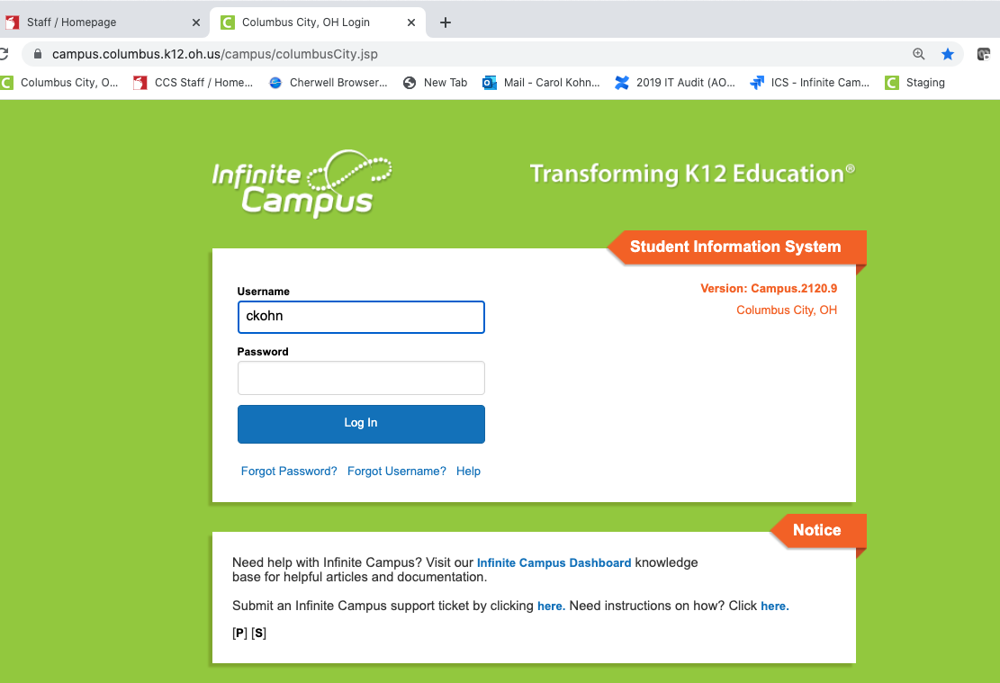 Staff / Homepage
Columbus City, OH Login
campus.columbus.k12.oh.us/campus/columbusCity.jsp
Columbus City, O... CCS Staff / Home... Cherwell Browser... New Tab Mail - Carol Kohn... 2019 IT Audit (AO... ICS - Infinite Cam... Staging
Infinite
Campus
Transforming K12 Education®
Student Information System
Version: Campus.2120.9
Columbus City, OH
Username
ckohn
Password
Log In
Forgot Password? Forgot Username? Help
Notice
Need help with Infinite Campus? Visit our Infinite Campus Dashboard knowledge
base for helpful articles and documentation.
Submit an Infinite Campus support ticket by clicking here. Need instructions on how? Click here.
[P] [S]